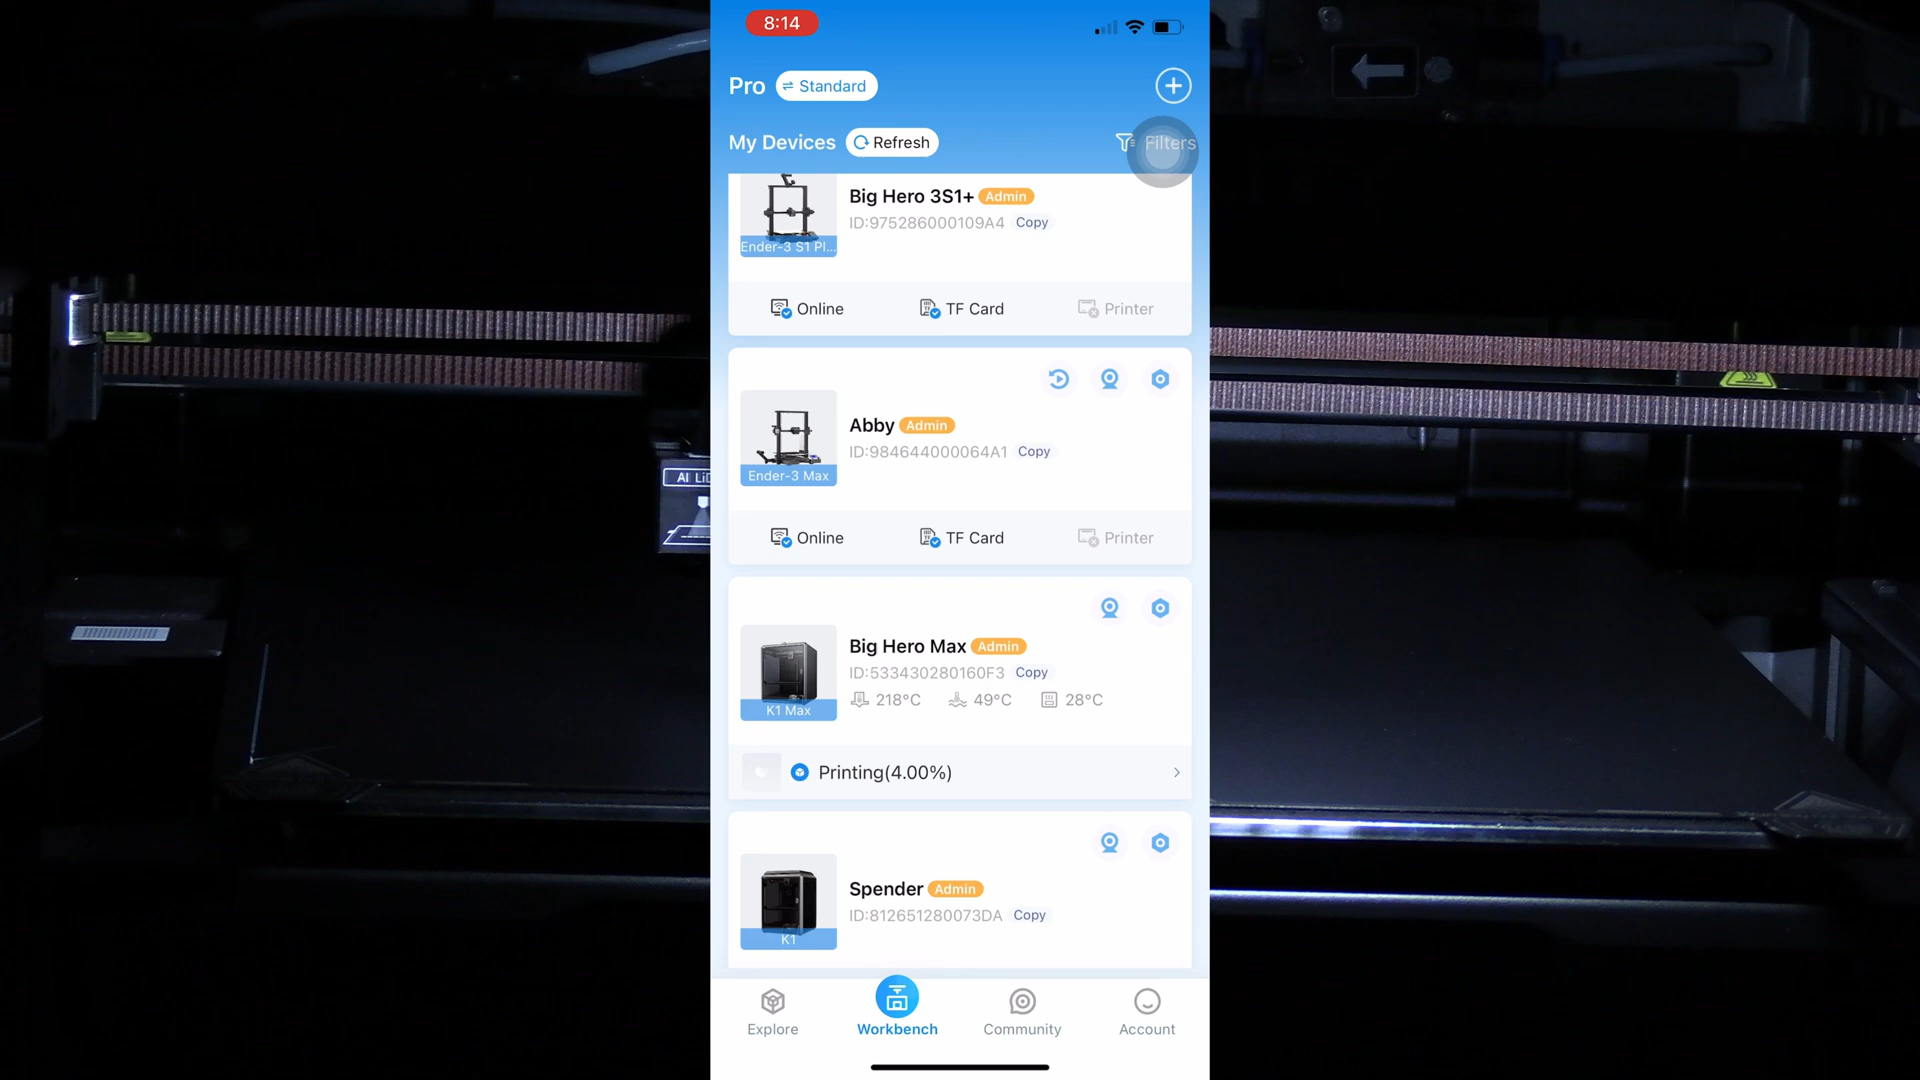 8:14
Pro
Standard
My Devices
Refresh
Filters
Big Hero 3S1+
Admin
ID:975286000109A4
Copy
Ender-3 S1 Pl...
Online
TF Card
Printer
Abby
Admin
ID:984644000064A1
Copy
Ender-3 Max
Online
TF Card
Printer
Big Hero Max
Admin
ID:533430280160F3
Copy
218°C
49°C
28°C
K1 Max
Printing(4.00%)
Spender
Admin
ID:812651280073DA
Copy
K1
Explore
Workbench
Community
Account
AI LiD